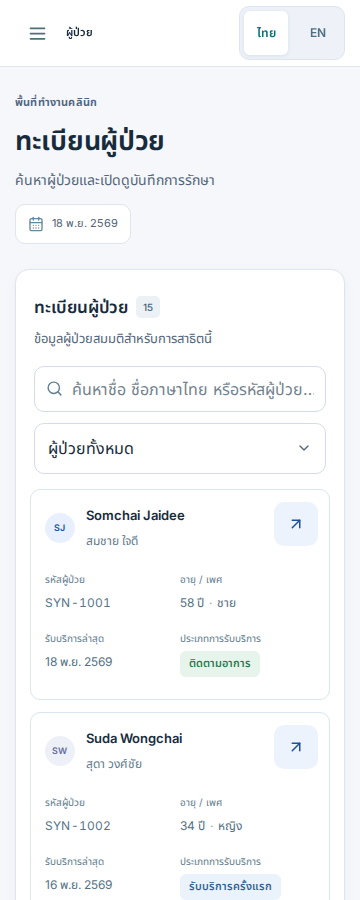 ผู้ป่วย
ไทย
EN
พื้นที่ทำงานคลินิก
ทะเบียนผู้ป่วย
ค้นหาผู้ป่วยและเปิดดูบันทึกการรักษา
18 พ.ย. 2569
ทะเบียนผู้ป่วย 15
ข้อมูลผู้ป่วยสมมติสำหรับการสาธิตนี้
ค้นหาชื่อ ชื่อภาษาไทย หรือรหัสผู้ป่วย...
ผู้ป่วยทั้งหมด
SJ
Somchai Jaidee
สมชาย ใจดี
รหัสผู้ป่วย
SYN-1001
อายุ / เพศ
58 ปี · ชาย
รับบริการล่าสุด
18 พ.ย. 2569
ประเภทการรับบริการ
ติดตามอาการ
SW
Suda Wongchai
สุดา วงศ์ชัย
รหัสผู้ป่วย
SYN-1002
อายุ / เพศ
34 ปี · หญิง
รับบริการล่าสุด
16 พ.ย. 2569
ประเภทการรับบริการ
รับบริการครั้งแรก